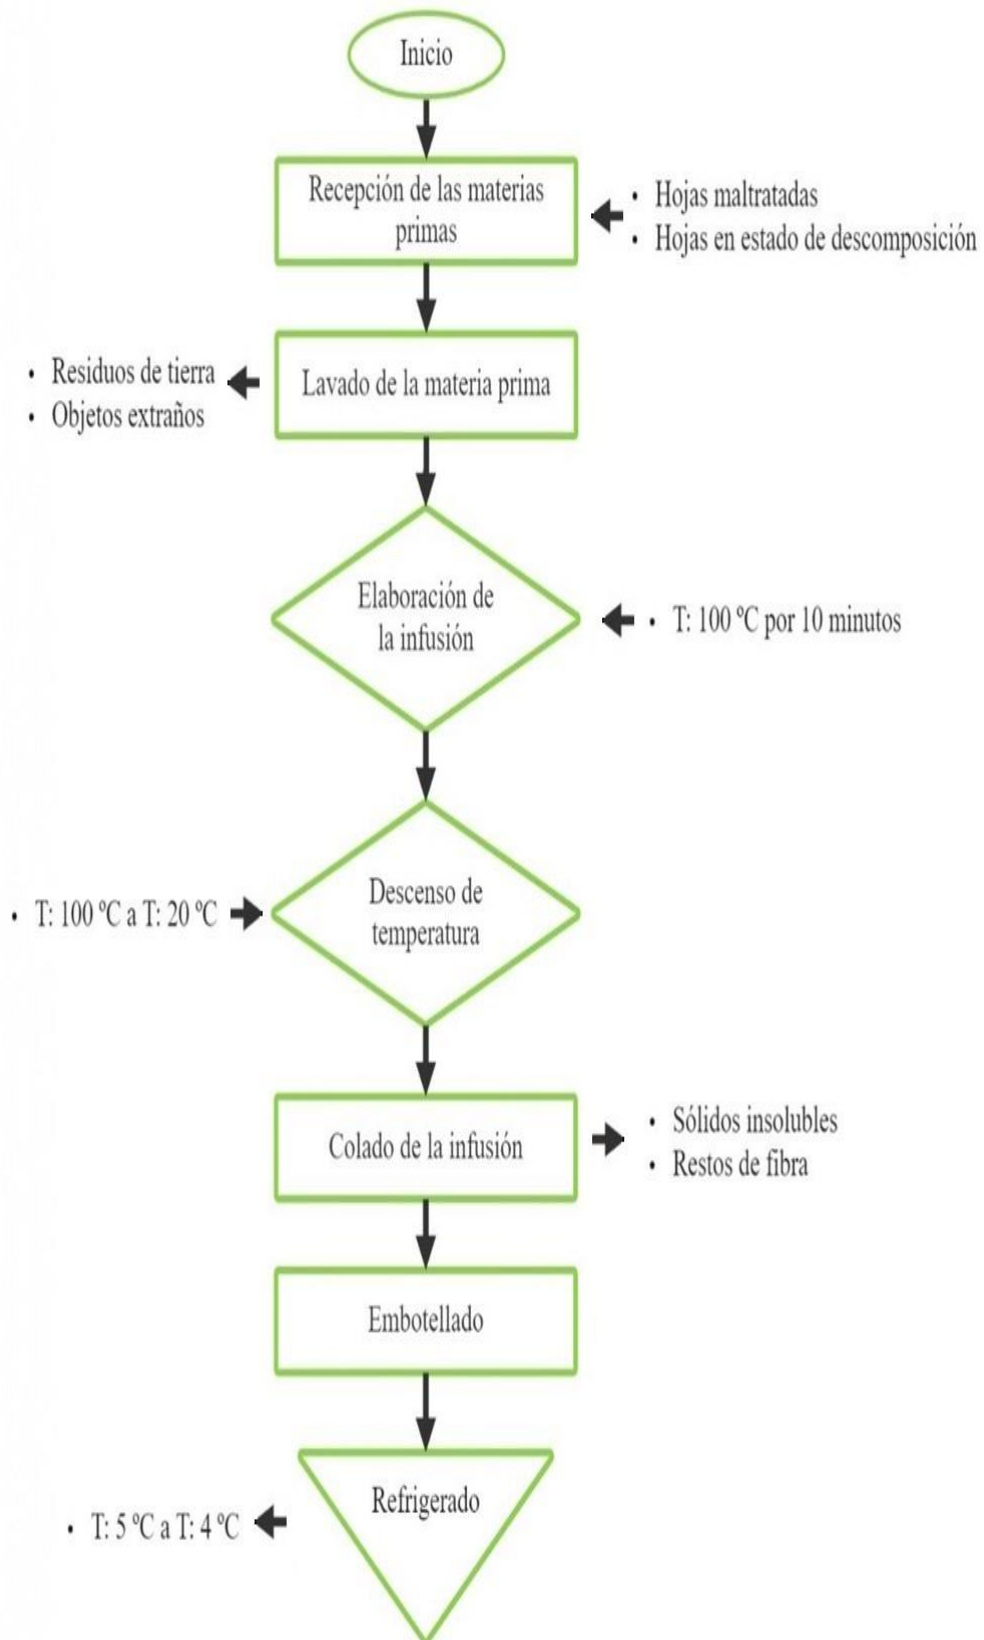 Inicio
Recepción de las materias
primas
• Hojas maltratadas
• Hojas en estado de descomposición
Lavado de la materia prima
• Residuos de tierra
• Objetos extraños
Elaboración de
la infusión
• T: 100 ºC por 10 minutos
Descenso de
temperatura
• T: 100 ºC a T: 20 ºC
Colado de la infusión
• Sólidos insolubles
• Restos de fibra
Embotellado
Refrigerado
• T: 5 ºC a T: 4 ºC